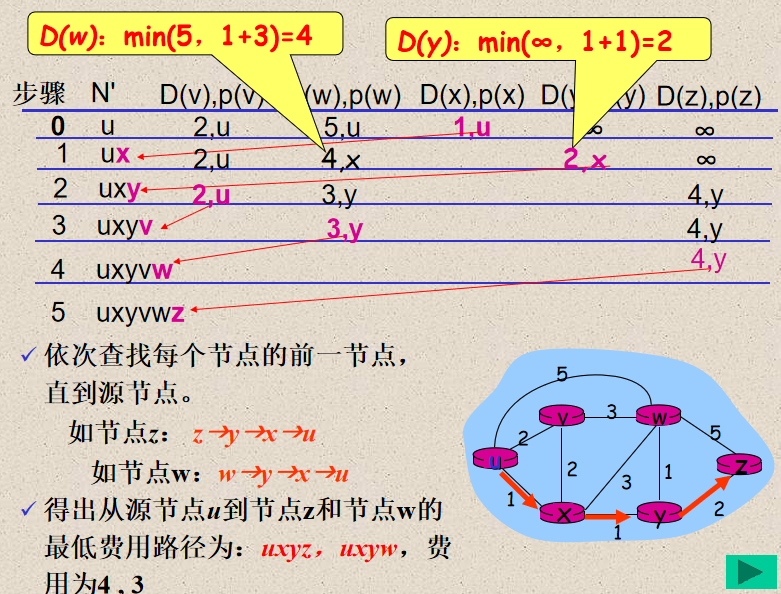 D(w)：min(5，1+3)=4
D(y)：min(∞，1+1)=2
步骤 N' D(v),p(v) (w),p(w) D(x),p(x) D(y) D(z),p(z)
0 u 2,u 5,u 1,u ∞ ∞
1 ux 2,u 4,x 2,x ∞
2 uxy 2,u 3,y 4,y
3 uxyv 3,y 4,y
4 uxyvw 4,y
5 uxyvwz
✓ 依次查找每个节点的前一节点，
直到源节点。
如节点z： z→y→x→u
如节点w：w→y→x→u
✓ 得出从源节点u到节点z和节点w的
最低费用路径为：uxyz，uxyw，费
用为4 , 3
5
v 3 w
2 5
u 2 3 1 z
1 x y 2
1